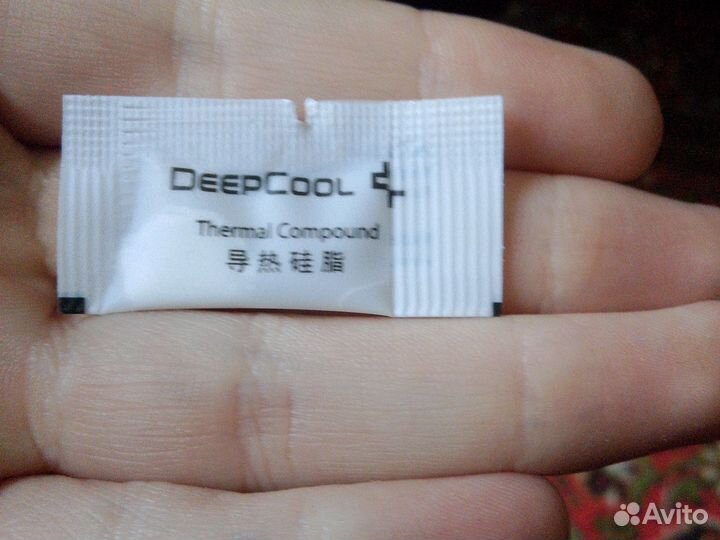 DEEPCOOL
Thermal Compound
导热硅脂
Avito